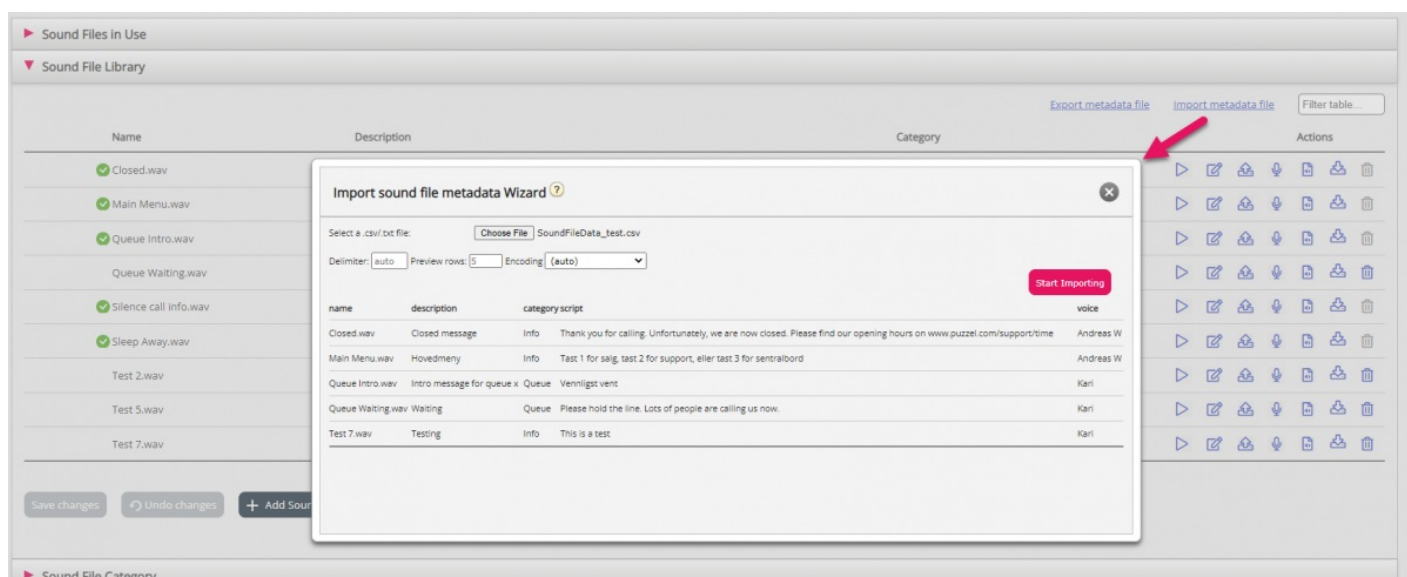 Sound Files in Use
Sound File Library
Export metadata file Import metadata file Filter table...
Name Description Category Actions
Closed.wav
Main Menu.wav
Queue Intro.wav
Queue Waiting.wav
Silence call info.wav
Sleep Away.wav
Test 2.wav
Test 5.wav
Test 7.wav
Import sound file metadata Wizard ?
Select a .csv/.txt file: Choose File SoundFileData_test.csv
Delimiter: auto Preview rows: 5 Encoding (auto)
Start Importing
name description category script voice
Closed.wav Closed message Info Thank you for calling. Unfortunately, we are now closed. Please find our opening hours on www.puzzel.com/support/time Andreas W
Main Menu.wav Hovedmeny Info Tast 1 for salg, tast 2 for support, eller tast 3 for sentralbord Andreas W
Queue Intro.wav Intro message for queue x Queue Vennligst vent Kari
Queue Waiting.wav Waiting Queue Please hold the line. Lots of people are calling us now. Kari
Test 7.wav Testing Info This is a test Kari
Save changes Undo changes + Add Soun
Sound File Category